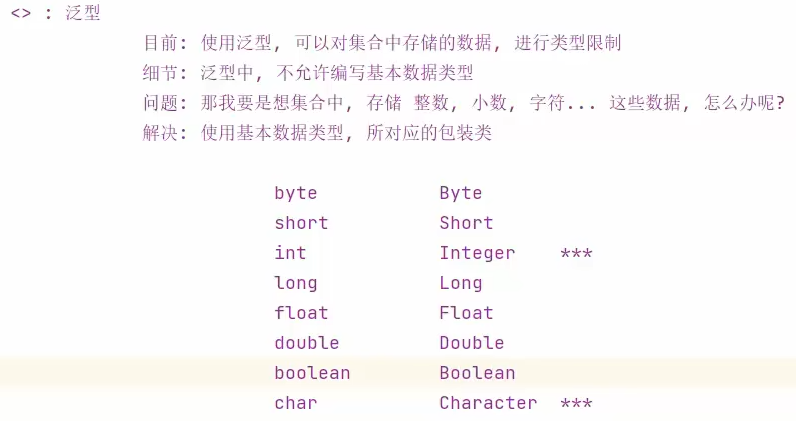 <> : 泛型
目前: 使用泛型, 可以对集合中存储的数据, 进行类型限制
细节: 泛型中, 不允许编写基本数据类型
问题: 那我要是想集合中, 存储 整数, 小数, 字符... 这些数据, 怎么办呢?
解决: 使用基本数据类型, 所对应的包装类
byte Byte
short Short
int Integer ***
long Long
float Float
double Double
boolean Boolean
char Character ***